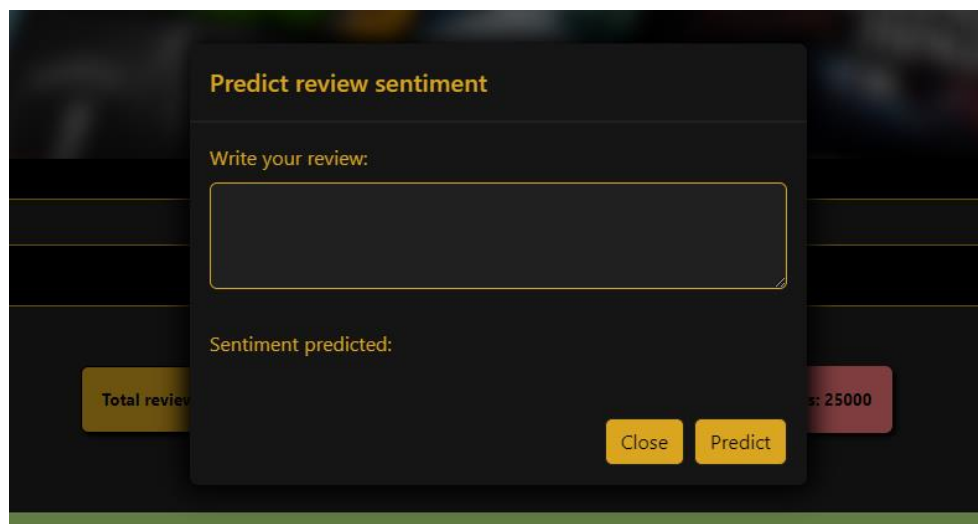 Predict review sentiment
Write your review:
Sentiment predicted:
Total review
s: 25000
Close Predict